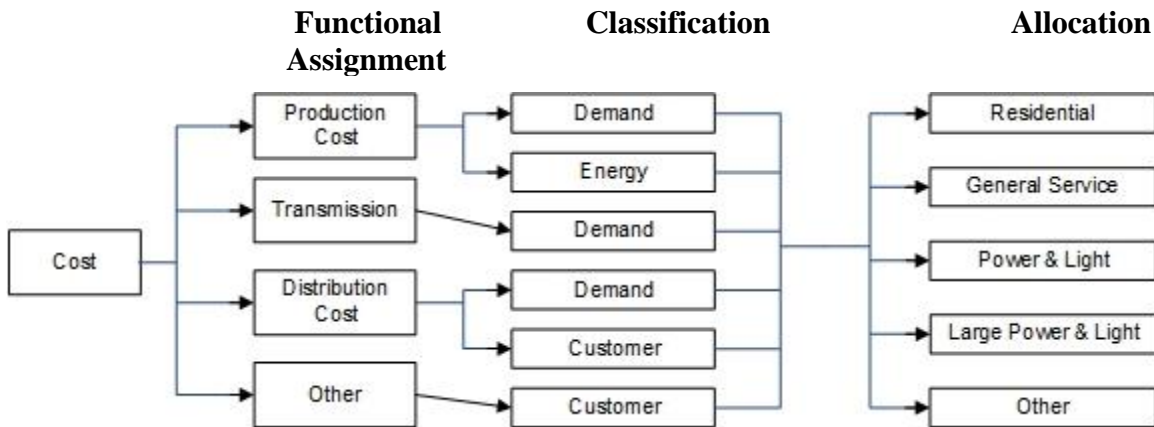 Functional
Assignment
Classification
Allocation
Cost
Production
Cost
Transmission
Distribution
Cost
Other
Demand
Energy
Demand
Demand
Customer
Customer
Residential
General Service
Power & Light
Large Power & Light
Other